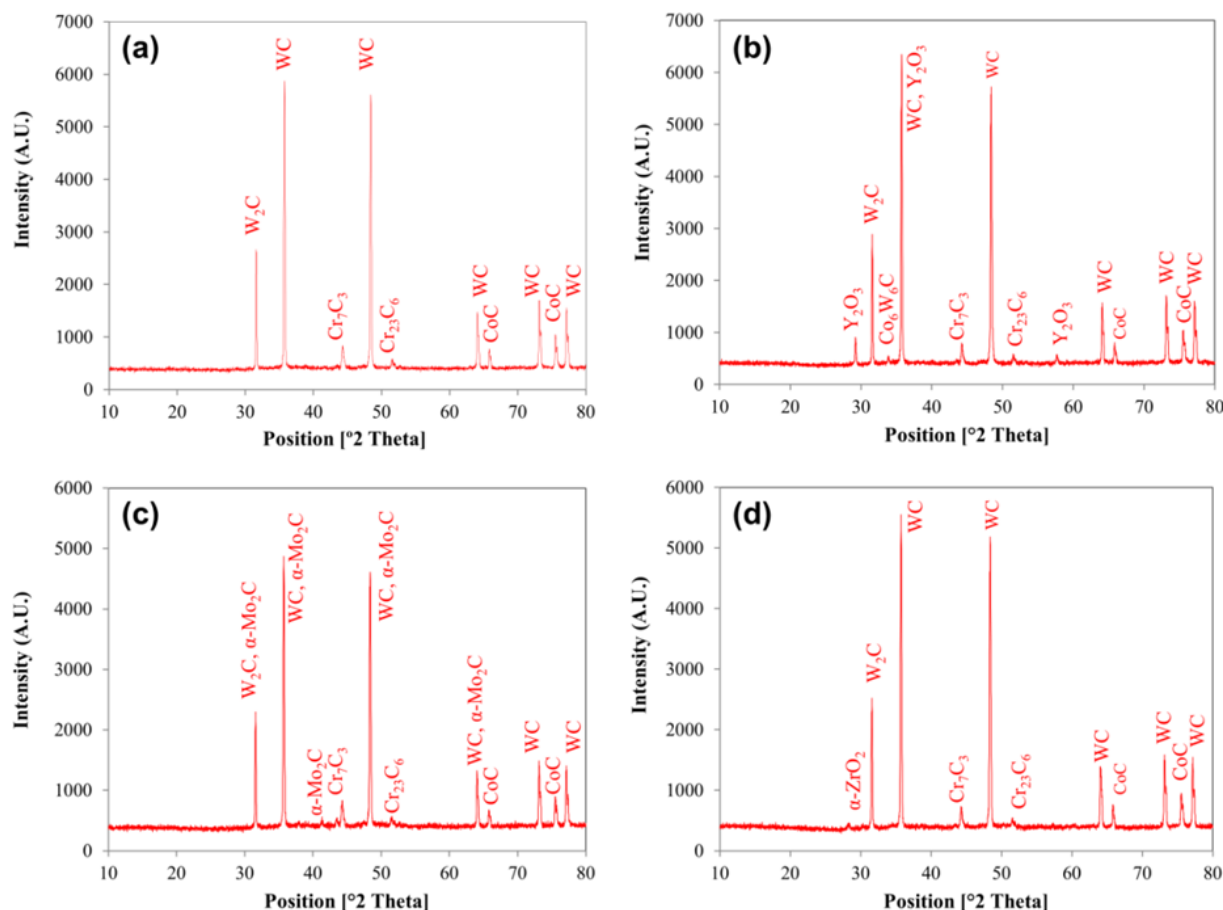 (a)
Intensity (A.U.)
7000
6000
5000
4000
3000
2000
1000
0
W₂C
WC
Cr₇C₃
WC
Cr₂₃C₆
WC
CoC
WC
CoC
WC
10 20 30 40 50 60 70 80
Position [º2 Theta]
(b)
Intensity (A.U.)
7000
6000
5000
4000
3000
2000
1000
0
Y₂O₃
W₂C
Co₆W₆C
WC, Y₂O₃
Cr₇C₃
WC
Cr₂₃C₆
Y₂O₃
WC
CoC
WC
CoC
WC
10 20 30 40 50 60 70 80
Position [°2 Theta]
(c)
Intensity (A.U.)
6000
5000
4000
3000
2000
1000
0
W₂C, α-Mo₂C
WC, α-Mo₂C
α-Mo₂C
Cr₇C₃
WC, α-Mo₂C
Cr₂₃C₆
WC, α-Mo₂C
CoC
WC
CoC
WC
10 20 30 40 50 60 70 80
Position [°2 Theta]
(d)
Intensity (A.U.)
6000
5000
4000
3000
2000
1000
0
α-ZrO₂
W₂C
WC
Cr₇C₃
WC
Cr₂₃C₆
WC
CoC
WC
CoC
WC
10 20 30 40 50 60 70 80
Position [°2 Theta]